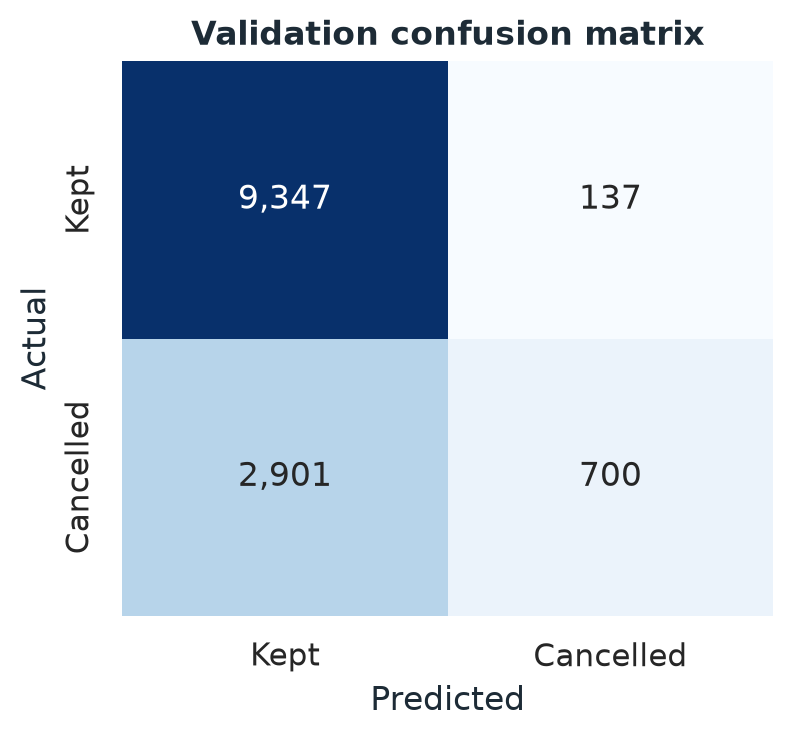 Validation confusion matrix
Actual
Kept
9,347
137
Cancelled
2,901
700
Kept
Cancelled
Predicted